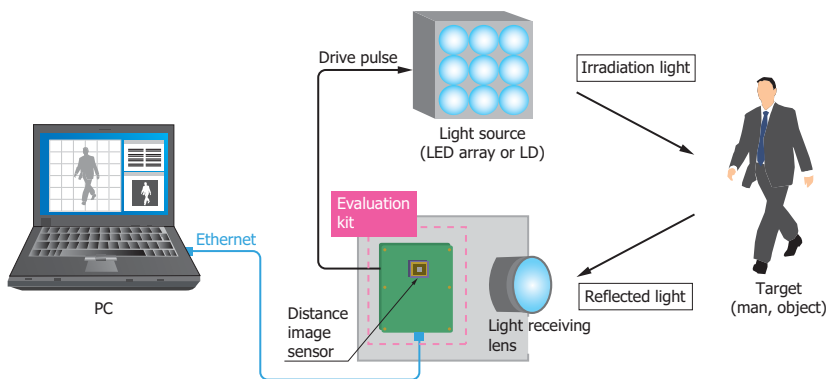 Drive pulse
Irradiation light
Light source
(LED array or LD)
Evaluation
kit
Ethernet
PC
Distance
image
sensor
Light receiving
lens
Reflected light
Target
(man, object)